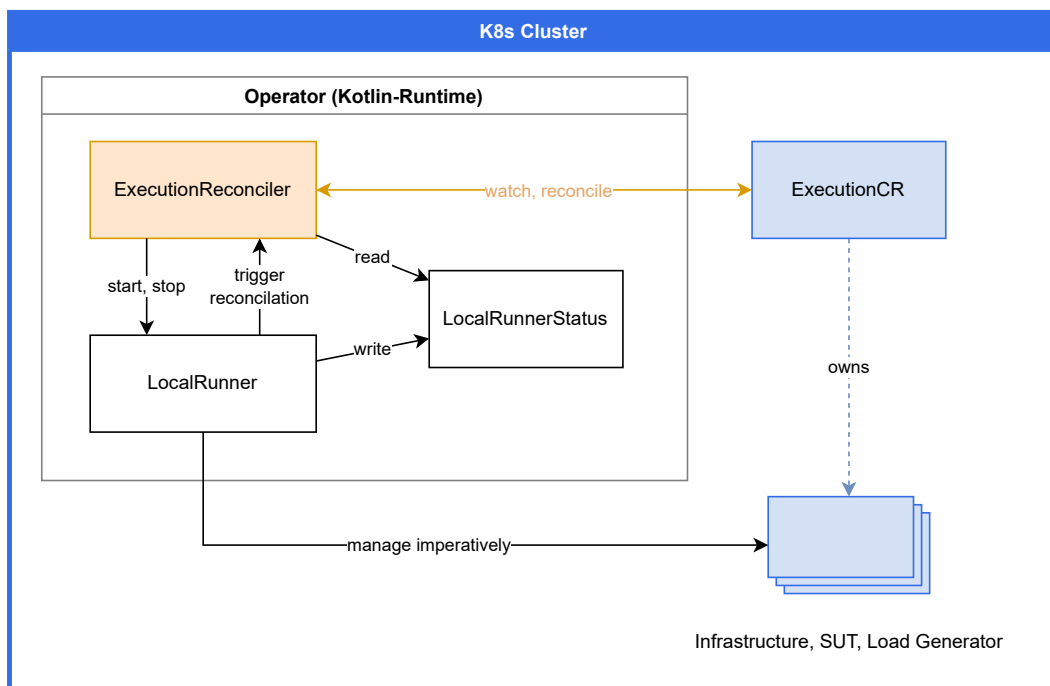 K8s Cluster
Operator (Kotlin-Runtime)
ExecutionReconciler
watch, reconcile
ExecutionCR
start, stop
trigger
reconcilation
read
LocalRunnerStatus
write
LocalRunner
owns
manage imperatively
Infrastructure, SUT, Load Generator